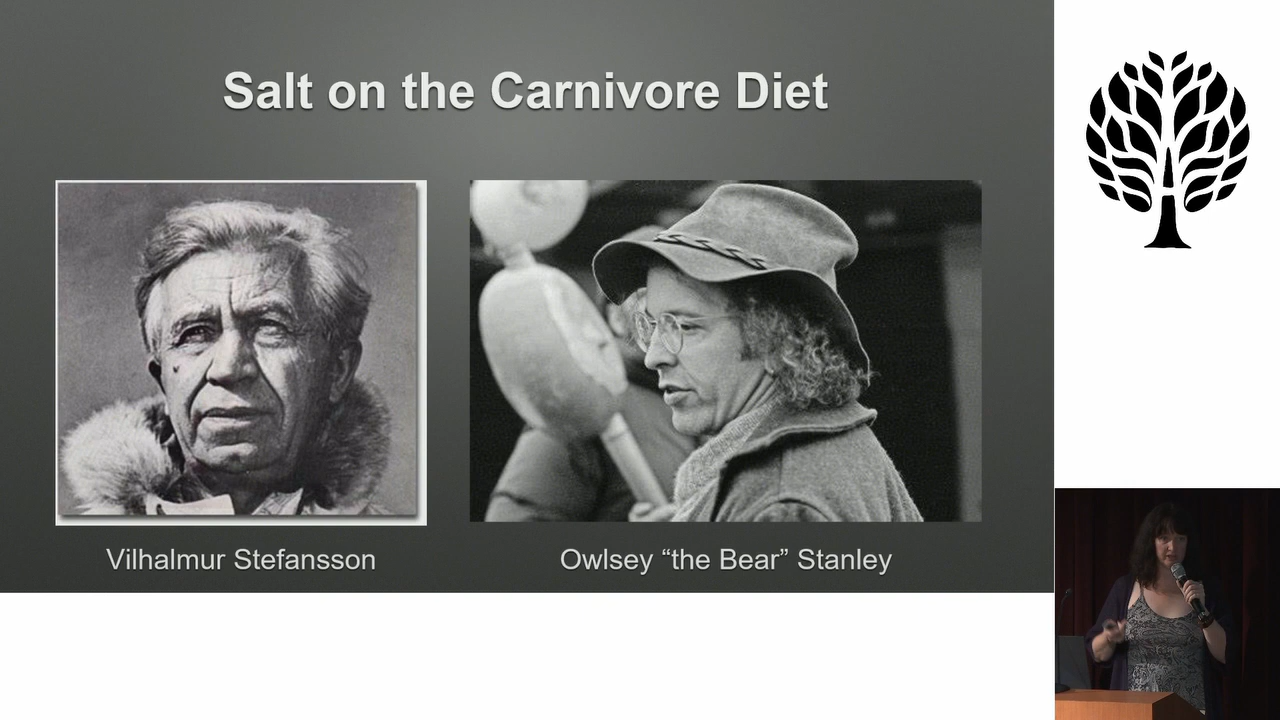 Salt on the Carnivore Diet
Vilhalmur Stefansson
Owlsey “the Bear” Stanley